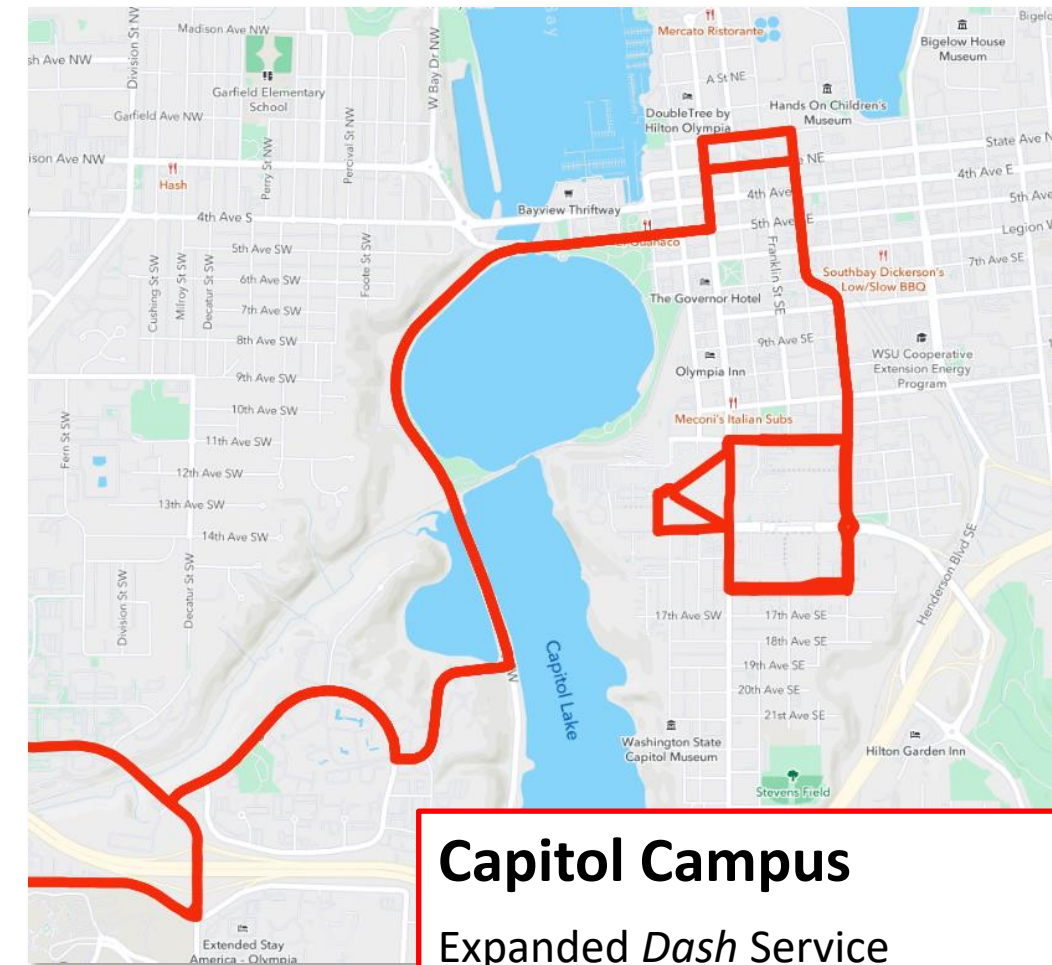 Madison Ave NW
Division St NW
sh Ave NW
Garfield Elementary
School
Garfield Ave NW
W Bay Dr NW
Bay
Mercato Ristorante
Bigelow House
Museum
A St NE
DoubleTree by
Hilton Olympia
Hands On Children's
Museum
State Ave N
ison Ave NW
Hash
Perry St NW
Percival St NW
e NE
4th Ave E
4th Ave
5th Ave
Bayview Thriftway
4th Ave S
5th Ave
E
El Guanaco
Legion W
5th Ave SW
Foote St SW
6th Ave SW
7th Ave SW
8th Ave SW
9th Ave SW
Cushing St SW
Milroy St SW
Decatur St SW
Franklin St SE
7th Ave SE
Southbay Dickerson's
Low/Slow BBQ
The Governor Hotel
9th Ave SE
WSU Cooperative
Extension Energy
Program
Olympia Inn
Meconi's Italian Subs
10th Ave SW
11th Ave SW
12th Ave SW
13th Ave SW
14th Ave SW
Fern St SW
Division St SW
Decatur St SW
Henderson Blvd SE
17th Ave SW
17th Ave SE
18th Ave SE
19th Ave SE
20th Ave SE
21st Ave SE
Capitol Lake
W
Washington State
Capitol Museum
Hilton Garden Inn
Stevens Field
Extended Stay
America - Olympia
Capitol Campus
Expanded Dash Service